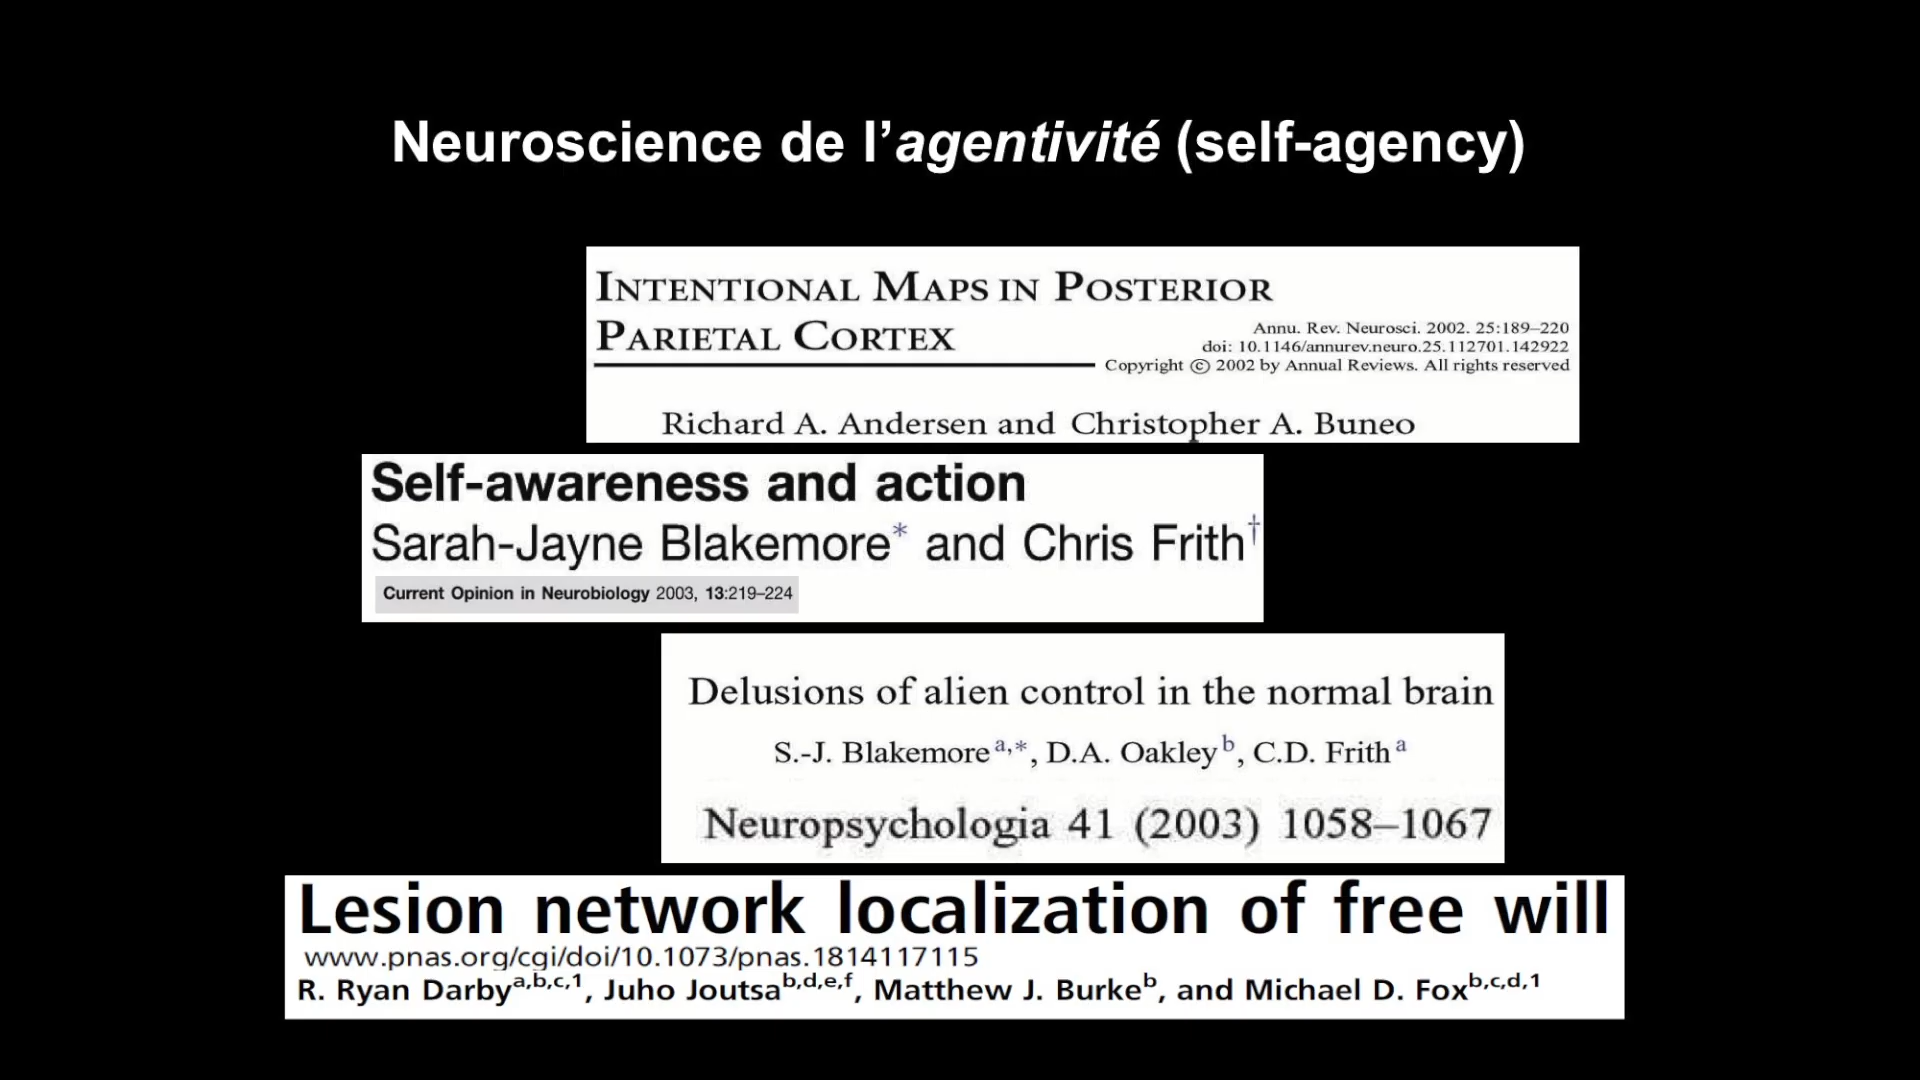 Neuroscience de l’agentivité (self-agency)
INTENTIONAL MAPS IN POSTERIOR
PARIETAL CORTEX
Annu. Rev. Neurosci. 2002. 25:189–220
doi: 10.1146/annurev.neuro.25.112701.142922
Copyright © 2002 by Annual Reviews. All rights reserved
Richard A. Andersen and Christopher A. Buneo
Self-awareness and action
Sarah-Jayne Blakemore* and Chris Frith†
Current Opinion in Neurobiology 2003, 13:219–224
Delusions of alien control in the normal brain
S.-J. Blakemore a,*, D.A. Oakley b, C.D. Frith a
Neuropsychologia 41 (2003) 1058–1067
Lesion network localization of free will
www.pnas.org/cgi/doi/10.1073/pnas.1814117115
R. Ryan Darby a,b,c,1, Juho Joutsa b,d,e,f, Matthew J. Burke b, and Michael D. Fox b,c,d,1